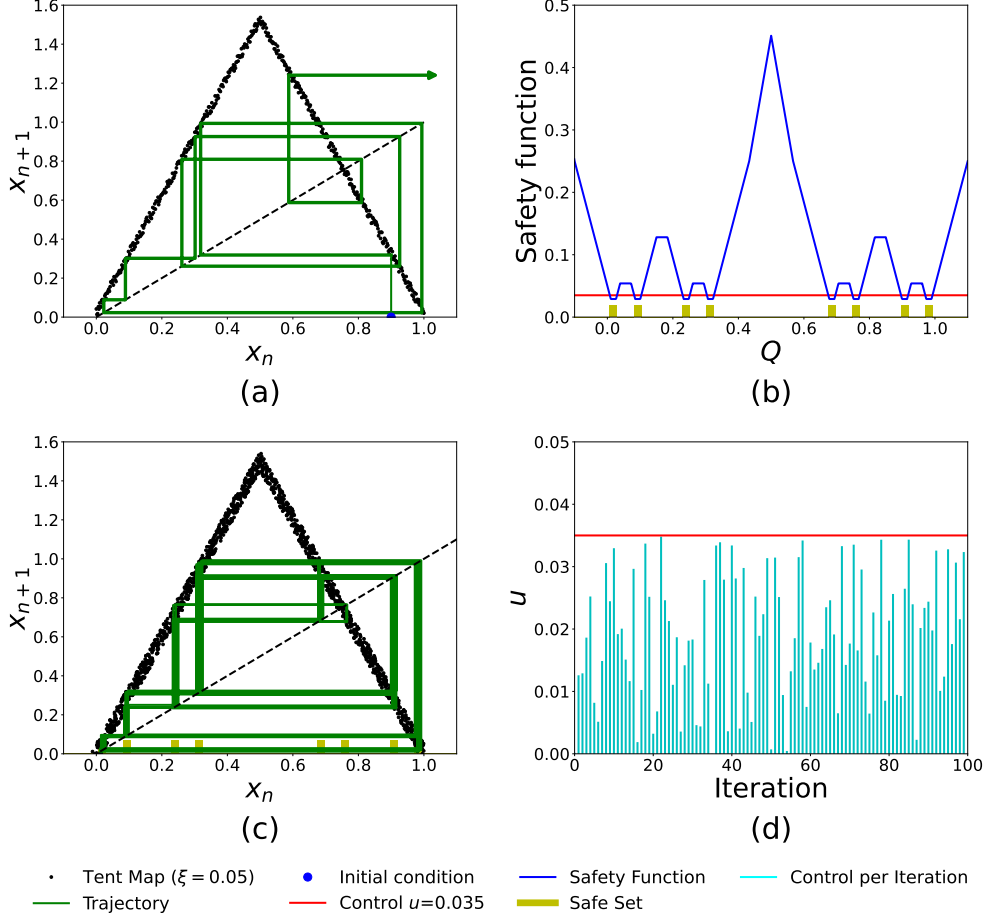 1.6
1.4
1.2
1.0
0.8
0.6
0.4
0.2
0.0
x_{n+1}
0.0 0.2 0.4 0.6 0.8 1.0
x_n
(a)
0.5
0.4
0.3
0.2
0.1
0.0
Safety function
0.0 0.2 0.4 0.6 0.8 1.0
Q
(b)
1.6
1.4
1.2
1.0
0.8
0.6
0.4
0.2
0.0
x_{n+1}
0.0 0.2 0.4 0.6 0.8 1.0
x_n
(c)
0.05
0.04
0.03
0.02
0.01
0.00
u
0 20 40 60 80 100
Iteration
(d)
Tent Map (ξ = 0.05) Initial condition Safety Function Control per Iteration
Trajectory Control u=0.035 Safe Set